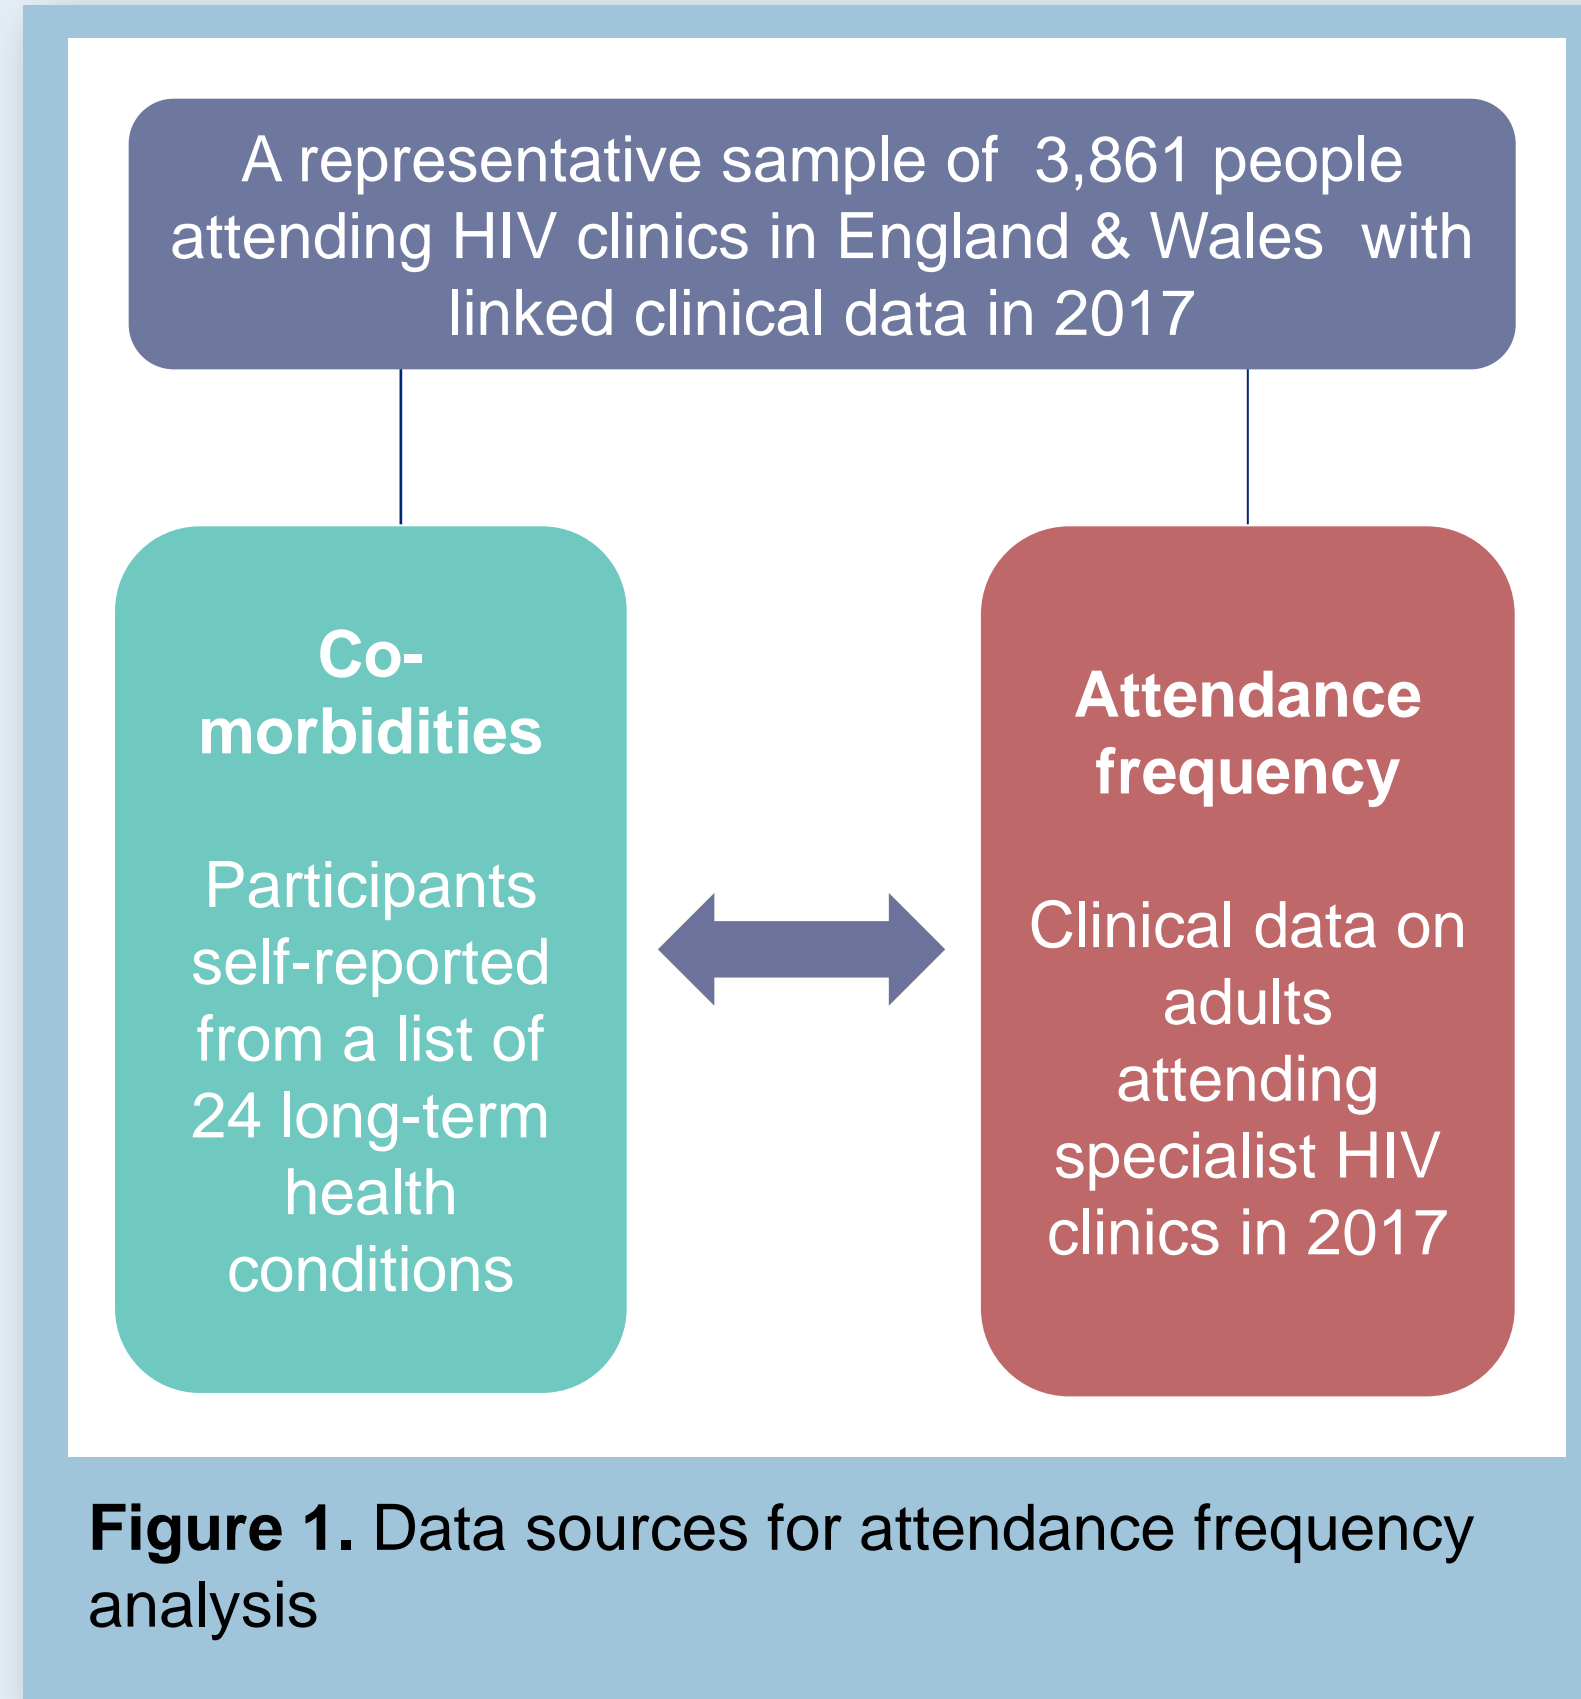 A representative sample of 3,861 people
attending HIV clinics in England & Wales with
linked clinical data in 2017
Co-
morbidities
Participants
self-reported
from a list of
24 long-term
health
conditions
Attendance
frequency
Clinical data on
adults
attending
specialist HIV
clinics in 2017
Figure 1. Data sources for attendance frequency
analysis